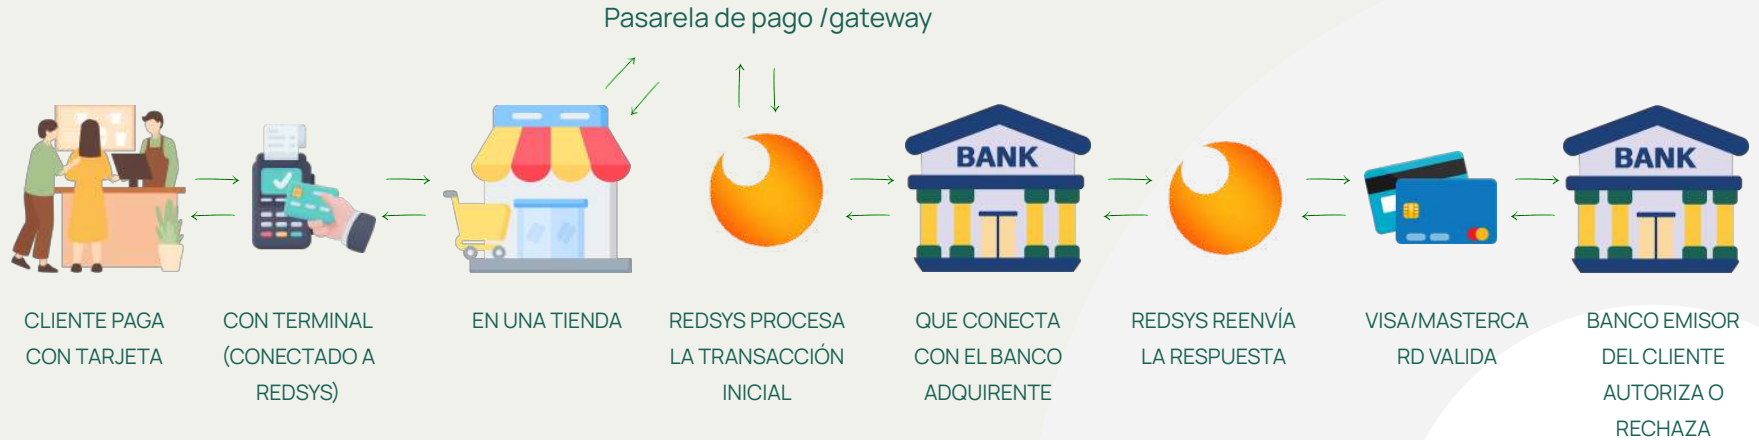 Pasarela de pago /gateway
BANK
BANK
CLIENTE PAGA
CON TARJETA
CON TERMINAL
(CONECTADO A
REDSYS)
EN UNA TIENDA
REDSYS PROCESA
LA TRANSACCIÓN
INICIAL
QUE CONECTA
CON EL BANCO
ADQUIRENTE
REDSYS REENVÍA
LA RESPUESTA
VISA/MASTERCA
RD VALIDA
BANCO EMISOR
DEL CLIENTE
AUTORIZA O
RECHAZA